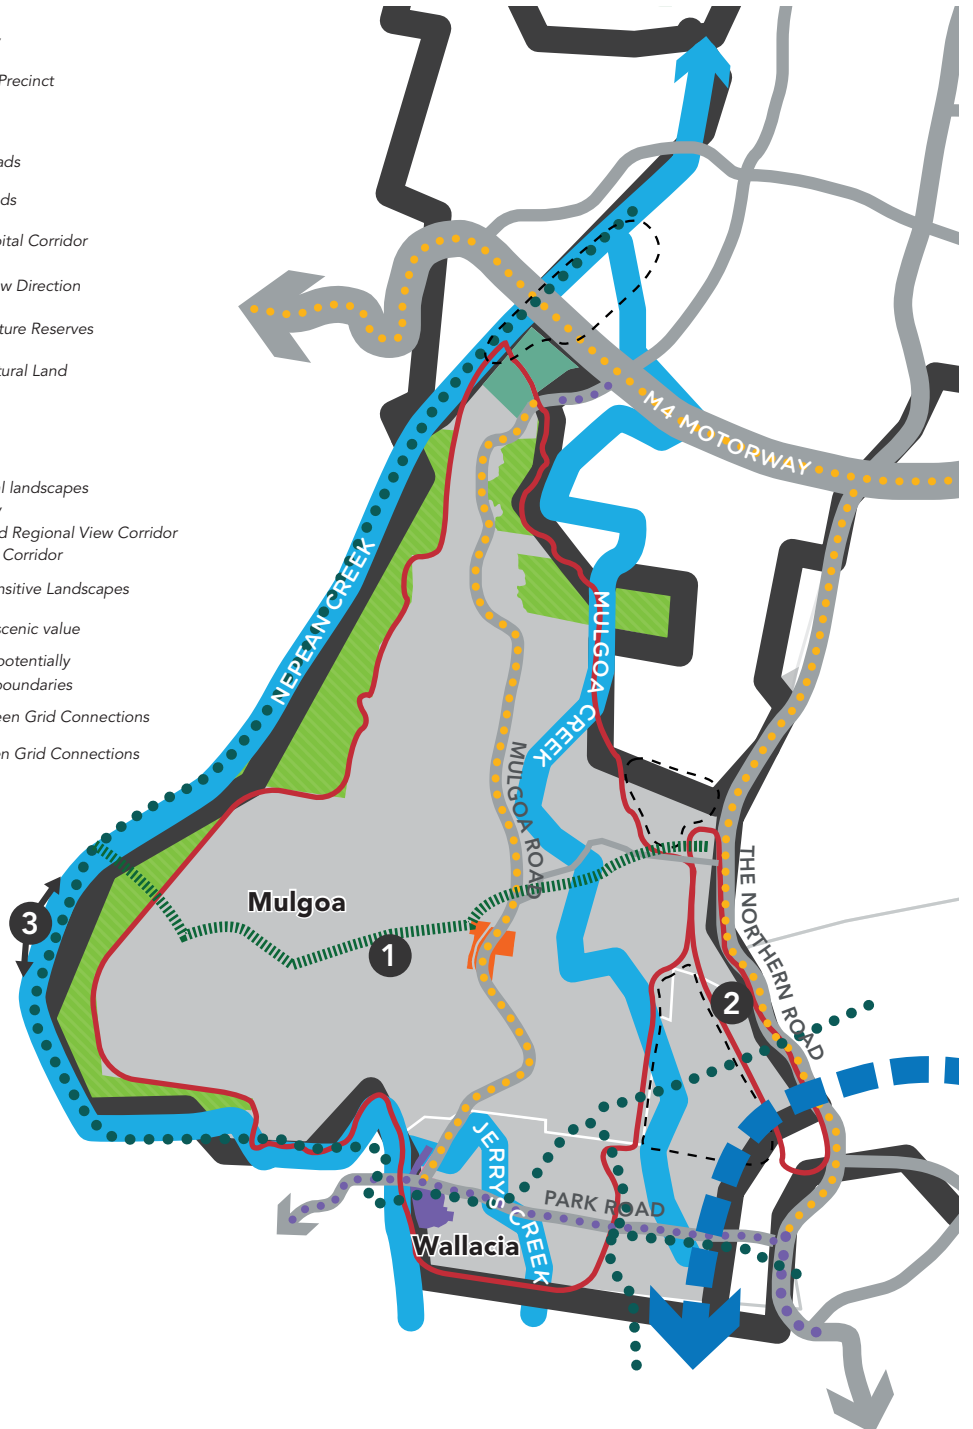 Precinct
ads
ds
pital Corridor
w Direction
ture Reserves
tural Land
l landscapes
d Regional View Corridor
Corridor
nsitive Landscapes
scenic value
potentially
boundaries
een Grid Connections
en Grid Connections
M4 MOTORWAY
NEPEAN CREEK
MULGOA CREEK
MULGOA ROAD
THE NORTHERN ROAD
Mulgoa
1
2
3
JERRYS CREEK
PARK ROAD
Wallacia